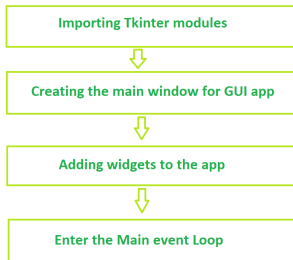 Importing Tkinter modules
Creating the main window for GUI app
Adding widgets to the app
Enter the Main event Loop